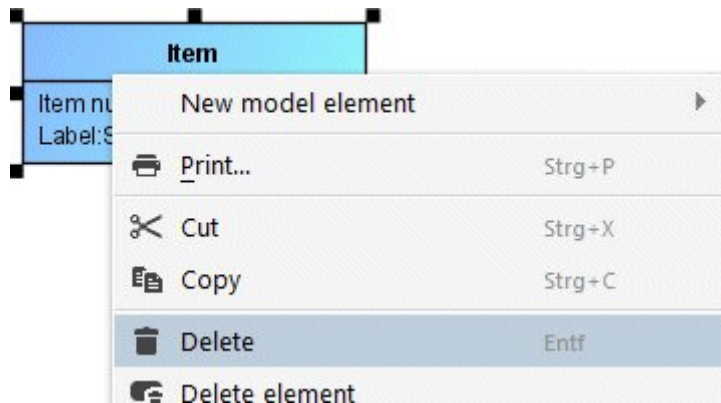 Item
Item nu
Label:S
New model element
Print... Strg+P
Cut Strg+X
Copy Strg+C
Delete Entf
Delete element